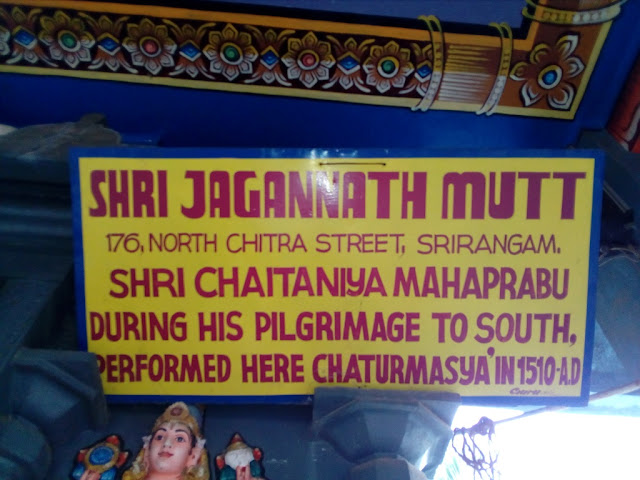 SHRI JAGANNATH MUTT
176, NORTH CHITRA STREET, SRIRANGAM.
SHRI CHAITANIYA MAHAPRABU
DURING HIS PILGRIMAGE TO SOUTH,
PERFORMED HERE CHATURMASYA' IN 1510-A.D